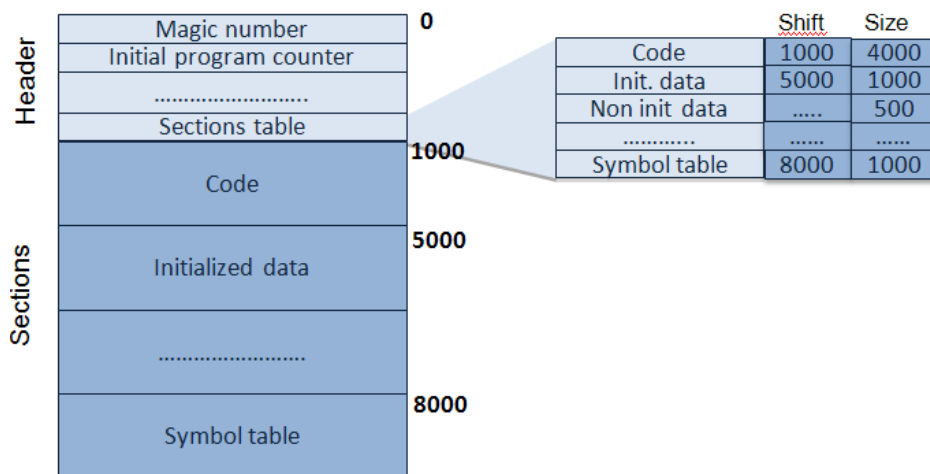 Header
Magic number
Initial program counter
……………………..
Sections table
0
1000
Sections
Code
5000
Initialized data
…………………….
8000
Symbol table
Shift Size
Code 1000 4000
Init. data 5000 1000
Non init data ….. 500
……….. …… ……
Symbol table 8000 1000